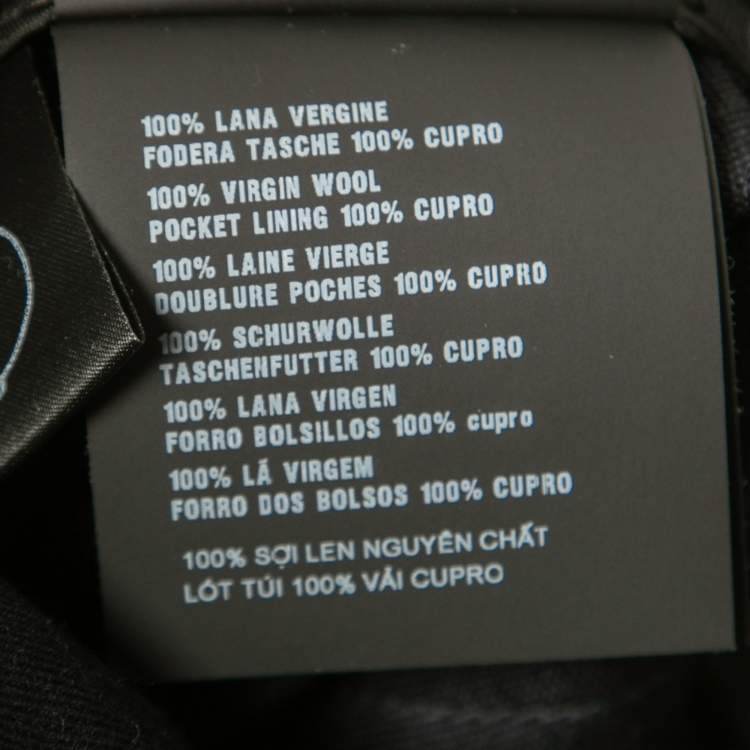 100% LANA VERGINE
FODERA TASCHE 100% CUPRO
100% VIRGIN WOOL
POCKET LINING 100% CUPRO
100% LAINE VIERGE
DOUBLURE POCHES 100% CUPRO
100% SCHURWOLLE
TASCHENFUTTER 100% CUPRO
100% LANA VIRGEN
FORRO BOLSILLOS 100% cupro
100% LÃ VIRGEM
FORRO DOS BOLSOS 100% CUPRO
100% SỢI LEN NGUYÊN CHẤT
LÓT TÚI 100% VẢI CUPRO